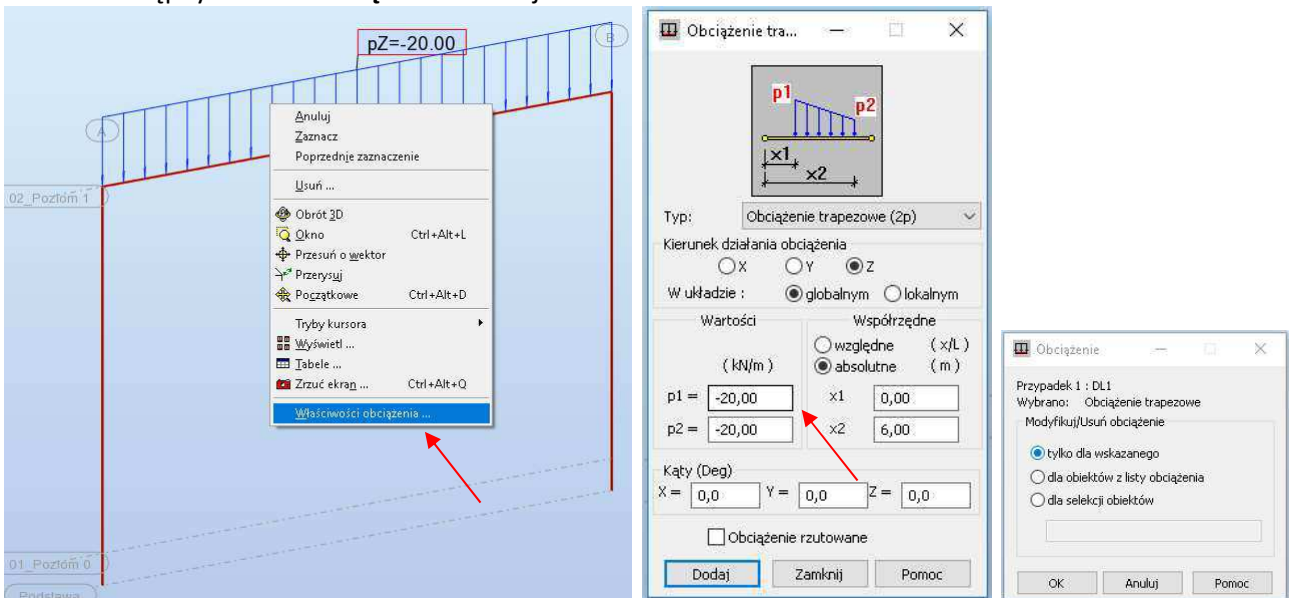 pZ=-20.00
B
A
02_Poziom 1
01_Poziom 0
Podstawa
Anuluj
Zaznacz
Poprzednie zaznaczenie
Usuń ...
Obrót 3D
Okno Ctrl+Alt+L
Przesuń o wektor
Przerysuj
Początkowe Ctrl+Alt+D
Tryby kursora
Wyświetl ...
Tabele ...
Zrzuć ekran ... Ctrl+Alt+Q
Właściwości obciążenia ...
Obciążenie tra...
p1
p2
x1
x2
Typ: Obciążenie trapezowe (2p)
Kierunek działania obciążenia
X Y Z
W układzie : globalnym lokalnym
Wartości Współrzędne
względne ( x/L )
( kN/m ) absolutne ( m )
p1 = -20,00 x1 0,00
p2 = -20,00 x2 6,00
Kąty (Deg)
X = 0,0 Y = 0,0 Z = 0,0
Obciążenie rzutowane
Dodaj Zamknij Pomoc
Obciążenie
Przypadek 1 : DL1
Wybrano: Obciążenie trapezowe
Modyfikuj/Usuń obciążenie
tylko dla wskazanego
dla obiektów z listy obciążenia
dla selekcji obiektów
OK Anuluj Pomoc